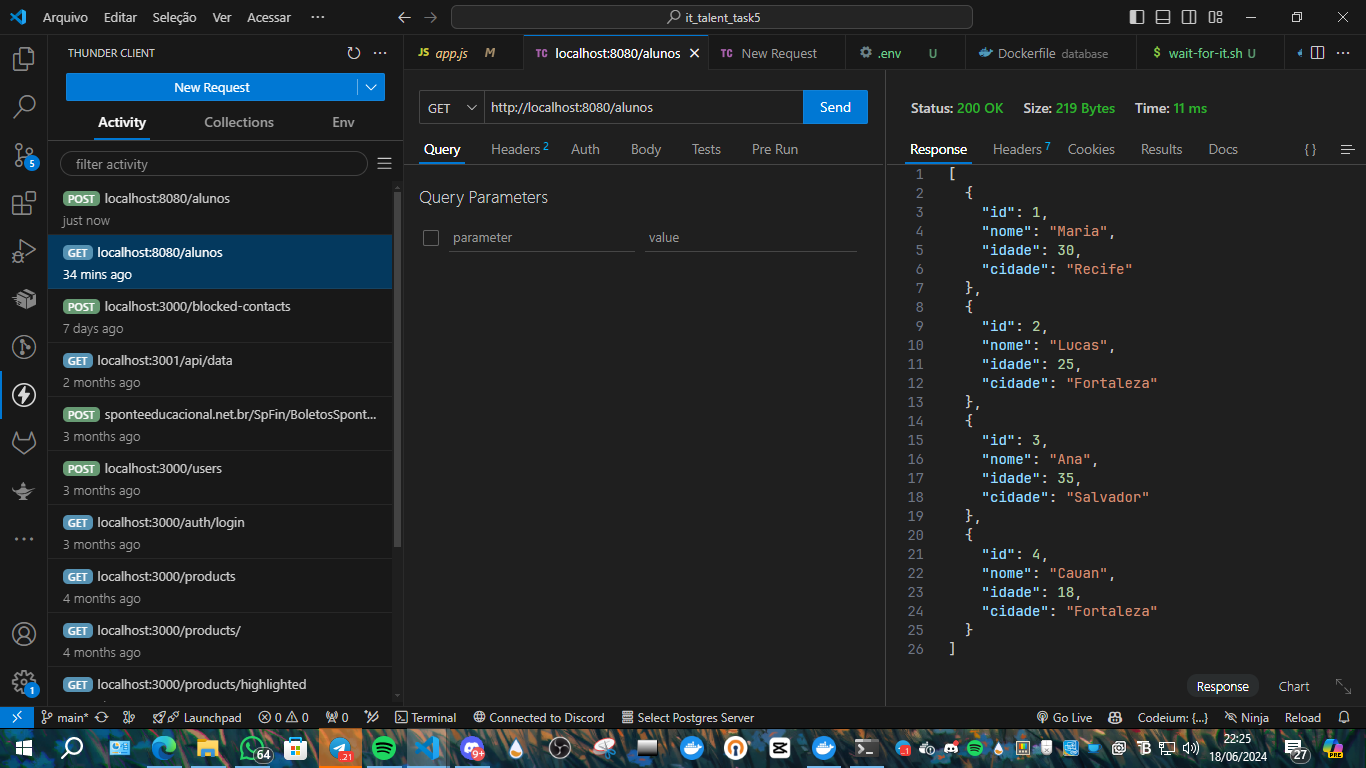 Arquivo Editar Seleção Ver Acessar ··· it_talent_task5
THUNDER CLIENT
New Request
Activity Collections Env
filter activity
POST localhost:8080/alunos
just now
GET localhost:8080/alunos
34 mins ago
POST localhost:3000/blocked-contacts
7 days ago
GET localhost:3001/api/data
2 months ago
POST sponteeducacional.net.br/SpFin/BoletosSpont...
3 months ago
POST localhost:3000/users
3 months ago
GET localhost:3000/auth/login
3 months ago
GET localhost:3000/products
4 months ago
GET localhost:3000/products/
4 months ago
GET localhost:3000/products/highlighted
5
1
JS app.js M TC localhost:8080/alunos TC New Request .env U Dockerfile database $ wait-for-it.sh U
GET http://localhost:8080/alunos Send
Query Headers 2 Auth Body Tests Pre Run
Query Parameters
parameter value
Status: 200 OK Size: 219 Bytes Time: 11 ms
Response Headers 7 Cookies Results Docs { }
1 [
2 {
3 "id": 1,
4 "nome": "Maria",
5 "idade": 30,
6 "cidade": "Recife"
7 },
8 {
9 "id": 2,
10 "nome": "Lucas",
11 "idade": 25,
12 "cidade": "Fortaleza"
13 },
14 {
15 "id": 3,
16 "nome": "Ana",
17 "idade": 35,
18 "cidade": "Salvador"
19 },
20 {
21 "id": 4,
22 "nome": "Cauan",
23 "idade": 18,
24 "cidade": "Fortaleza"
25 }
26 ]
Response Chart
main* Launchpad 0 0 0 Terminal Connected to Discord Select Postgres Server Go Live Codeium: {...} Ninja Reload
64 21 9+ 22:25 27 PRE
18/06/2024